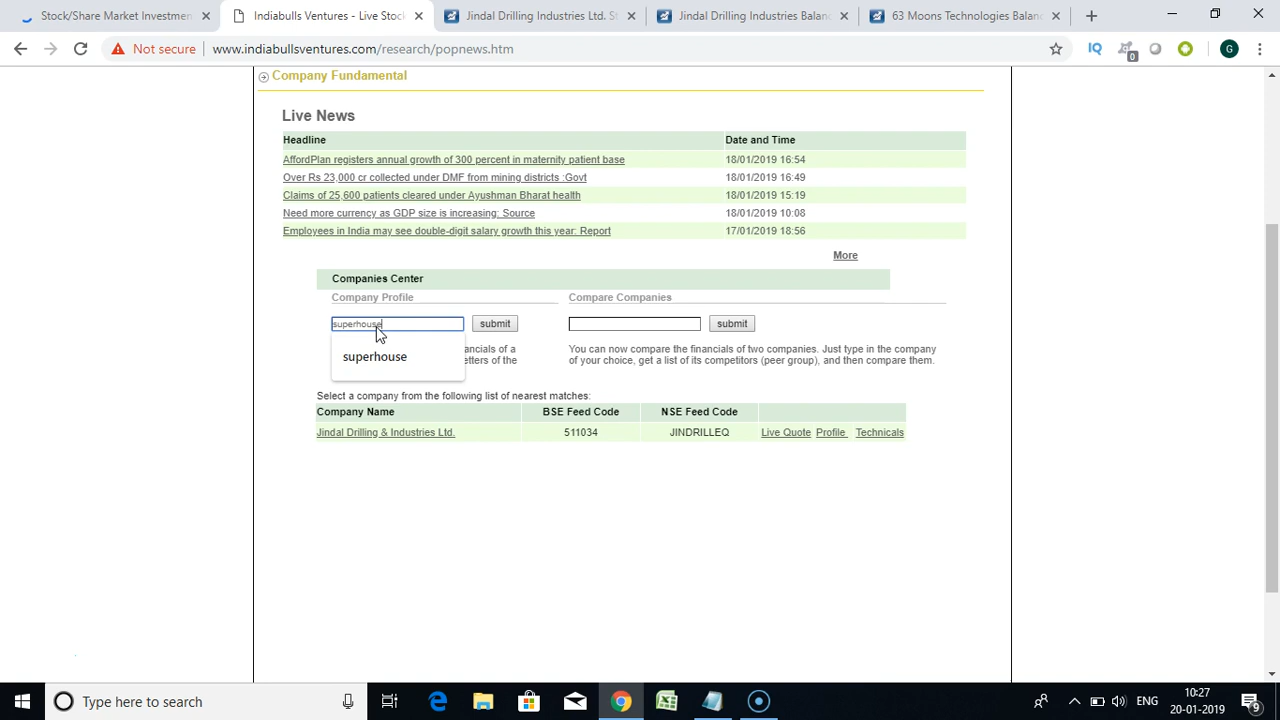 Stock/Share Market Investment
Indiabulls Ventures - Live Stock
Jindal Drilling Industries Ltd. St
Jindal Drilling Industries Balanc
63 Moons Technologies Balanc
Not secure
www.indiabullsventures.com/research/popnews.htm
IQ
0
G
Company Fundamental
Live News
Headline Date and Time
AffordPlan registers annual growth of 300 percent in maternity patient base 18/01/2019 16:54
Over Rs 23,000 cr collected under DMF from mining districts :Govt 18/01/2019 16:49
Claims of 25,600 patients cleared under Ayushman Bharat health 18/01/2019 15:19
Need more currency as GDP size is increasing: Source 18/01/2019 10:08
Employees in India may see double-digit salary growth this year: Report 17/01/2019 18:56
More
Companies Center
Company Profile Compare Companies
superhouse submit submit
superhouse
ncials of a
etters of the
You can now compare the financials of two companies. Just type in the company
of your choice, get a list of its competitors (peer group), and then compare them.
Select a company from the following list of nearest matches:
Company Name BSE Feed Code NSE Feed Code
Jindal Drilling & Industries Ltd. 511034 JINDRILLEQ Live Quote Profile Technicals
Type here to search
ENG
10:27
20-01-2019
9